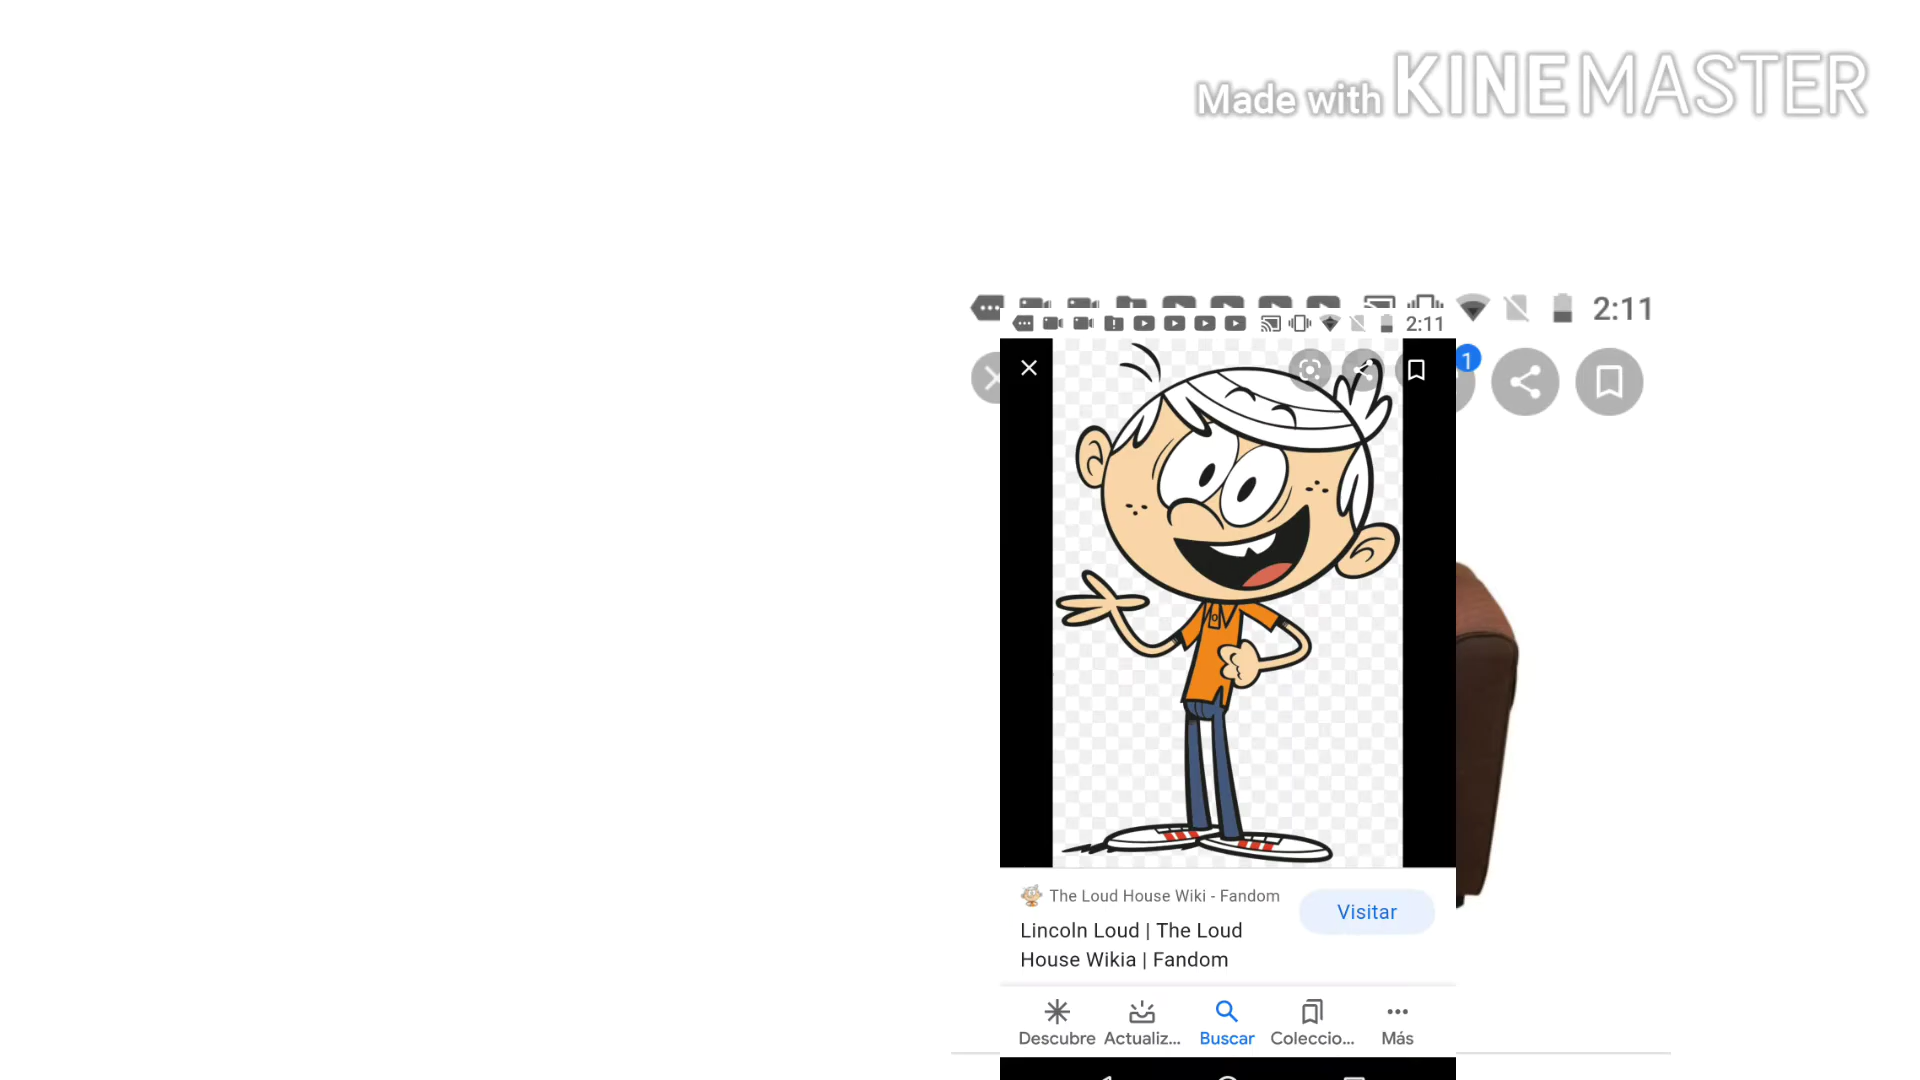 Made with KINEMASTER
2:11
2:11
1
The Loud House Wiki - Fandom
Visitar
Lincoln Loud | The Loud
House Wikia | Fandom
Descubre Actualiz... Buscar Coleccio... Más